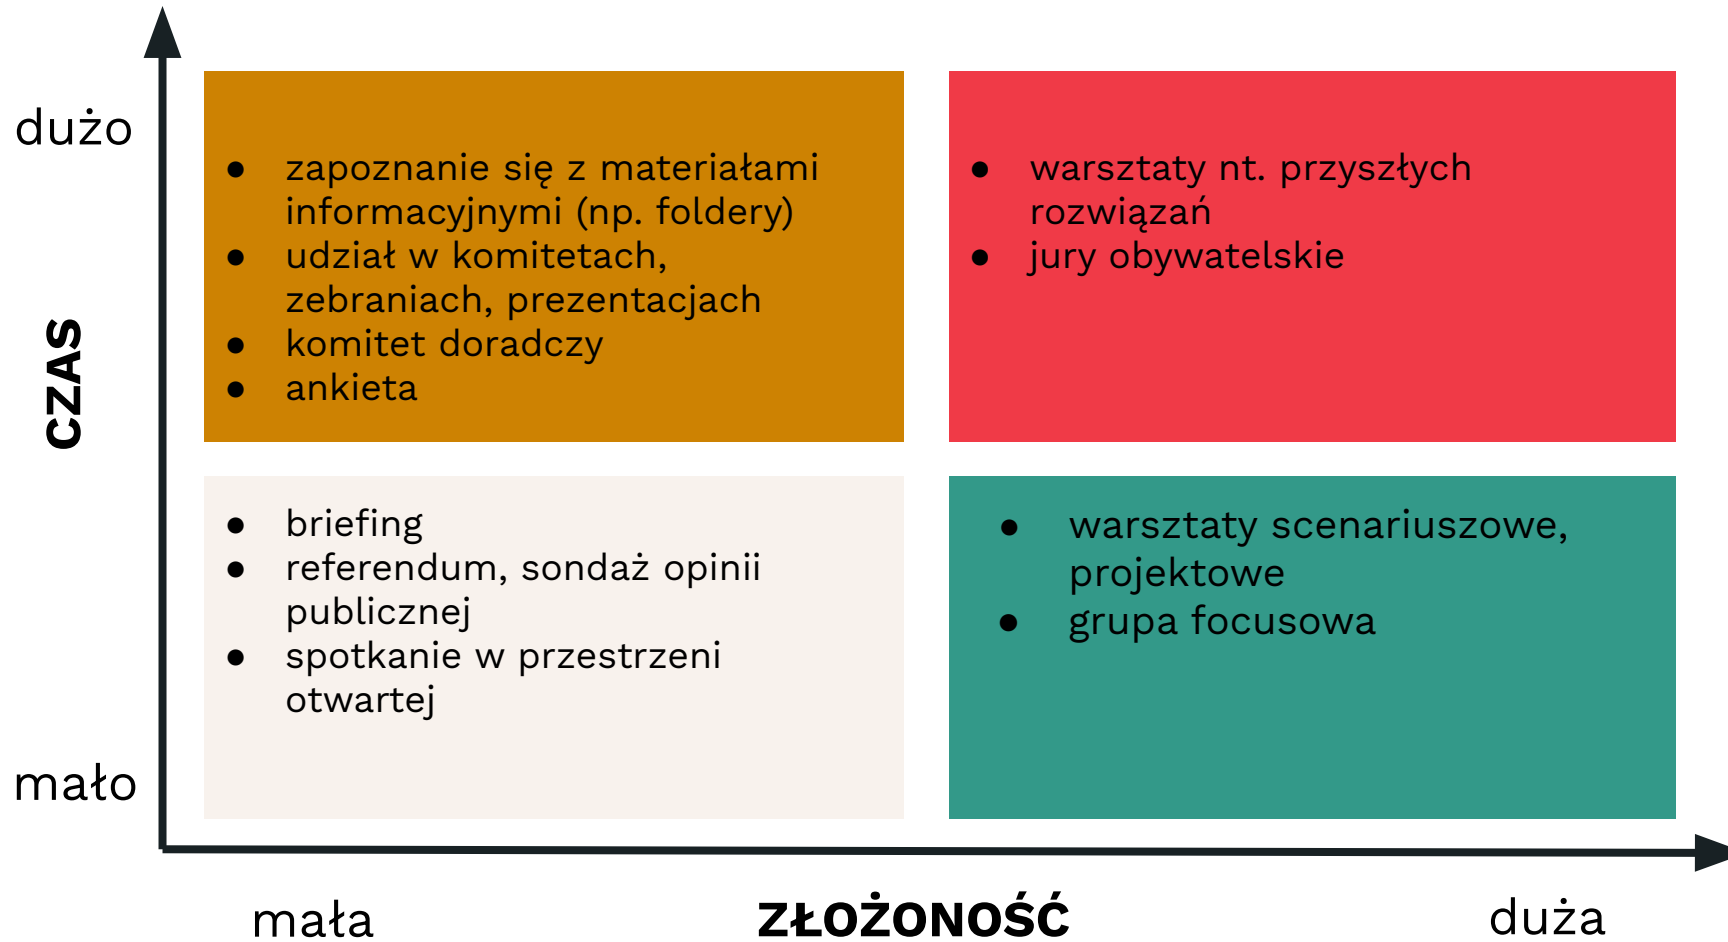 dużo
● zapoznanie się z materiałami
informacyjnymi (np. foldery)
● udział w komitetach,
zebraniach, prezentacjach
● komitet doradczy
● ankieta
● warsztaty nt. przyszłych
rozwiązań
● jury obywatelskie
CZAS
● briefing
● referendum, sondaż opinii
publicznej
● spotkanie w przestrzeni
otwartej
● warsztaty scenariuszowe,
projektowe
● grupa focusowa
mało
mała
ZŁOŻONOŚĆ
duża